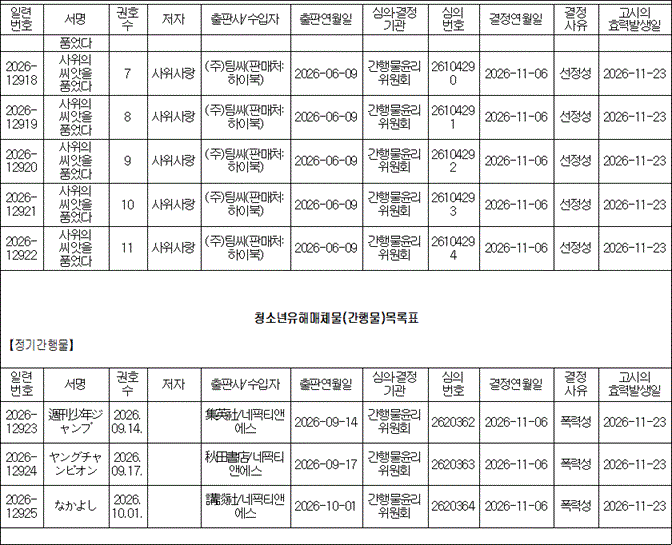 일련번호 서명 권호수 저자 출판사/수입자 출판연월일 심의·결정기관 심의번호 결정연월일 결정사유 고시의 효력발생일
품었다
2026-12918 사위의 씨앗을 품었다 7 사위사랑 (주)팀씨(판매처:하이북) 2026-06-09 간행물윤리위원회 26104290 2026-11-06 선정성 2026-11-23
2026-12919 사위의 씨앗을 품었다 8 사위사랑 (주)팀씨(판매처:하이북) 2026-06-09 간행물윤리위원회 26104291 2026-11-06 선정성 2026-11-23
2026-12920 사위의 씨앗을 품었다 9 사위사랑 (주)팀씨(판매처:하이북) 2026-06-09 간행물윤리위원회 26104292 2026-11-06 선정성 2026-11-23
2026-12921 사위의 씨앗을 품었다 10 사위사랑 (주)팀씨(판매처:하이북) 2026-06-09 간행물윤리위원회 26104293 2026-11-06 선정성 2026-11-23
2026-12922 사위의 씨앗을 품었다 11 사위사랑 (주)팀씨(판매처:하이북) 2026-06-09 간행물윤리위원회 26104294 2026-11-06 선정성 2026-11-23
청소년유해매체물(간행물)목록표
【정기간행물】
일련번호 서명 권호수 저자 출판사/수입자 출판연월일 심의·결정기관 심의번호 결정연월일 결정사유 고시의 효력발생일
2026-12923 週刊少年ジャンプ 2026.09.14. 集英社/네픽티앤에스 2026-09-14 간행물윤리위원회 2620362 2026-11-06 폭력성 2026-11-23
2026-12924 ヤングチャンピオン 2026.09.17. 秋田書店/네픽티앤에스 2026-09-17 간행물윤리위원회 2620363 2026-11-06 폭력성 2026-11-23
2026-12925 なかよし 2026.10.01. 講談社/네픽티앤에스 2026-10-01 간행물윤리위원회 2620364 2026-11-06 폭력성 2026-11-23